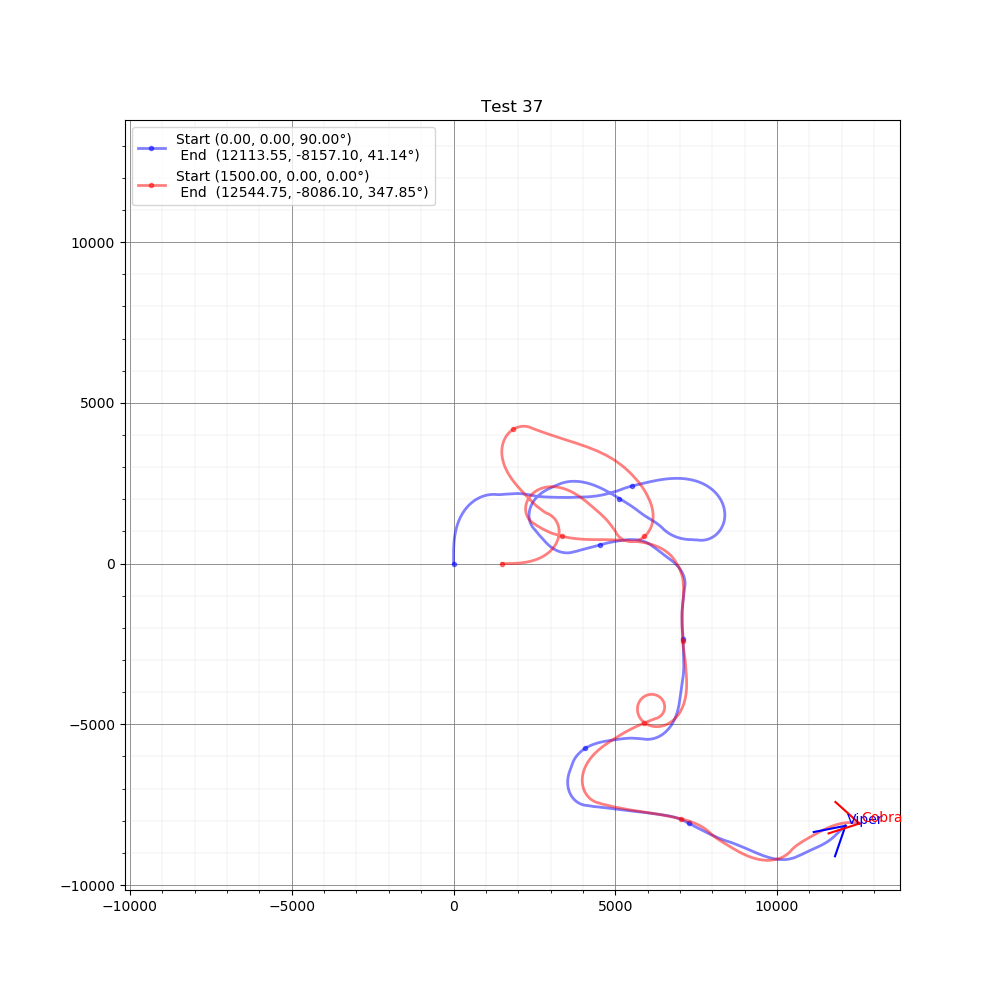 Test 37
Start (0.00, 0.00, 90.00°)
End (12113.55, -8157.10, 41.14°)
Start (1500.00, 0.00, 0.00°)
End (12544.75, -8086.10, 347.85°)
10000
5000
0
−5000
−10000
Viper
Cobra
−10000
−5000
0
5000
10000